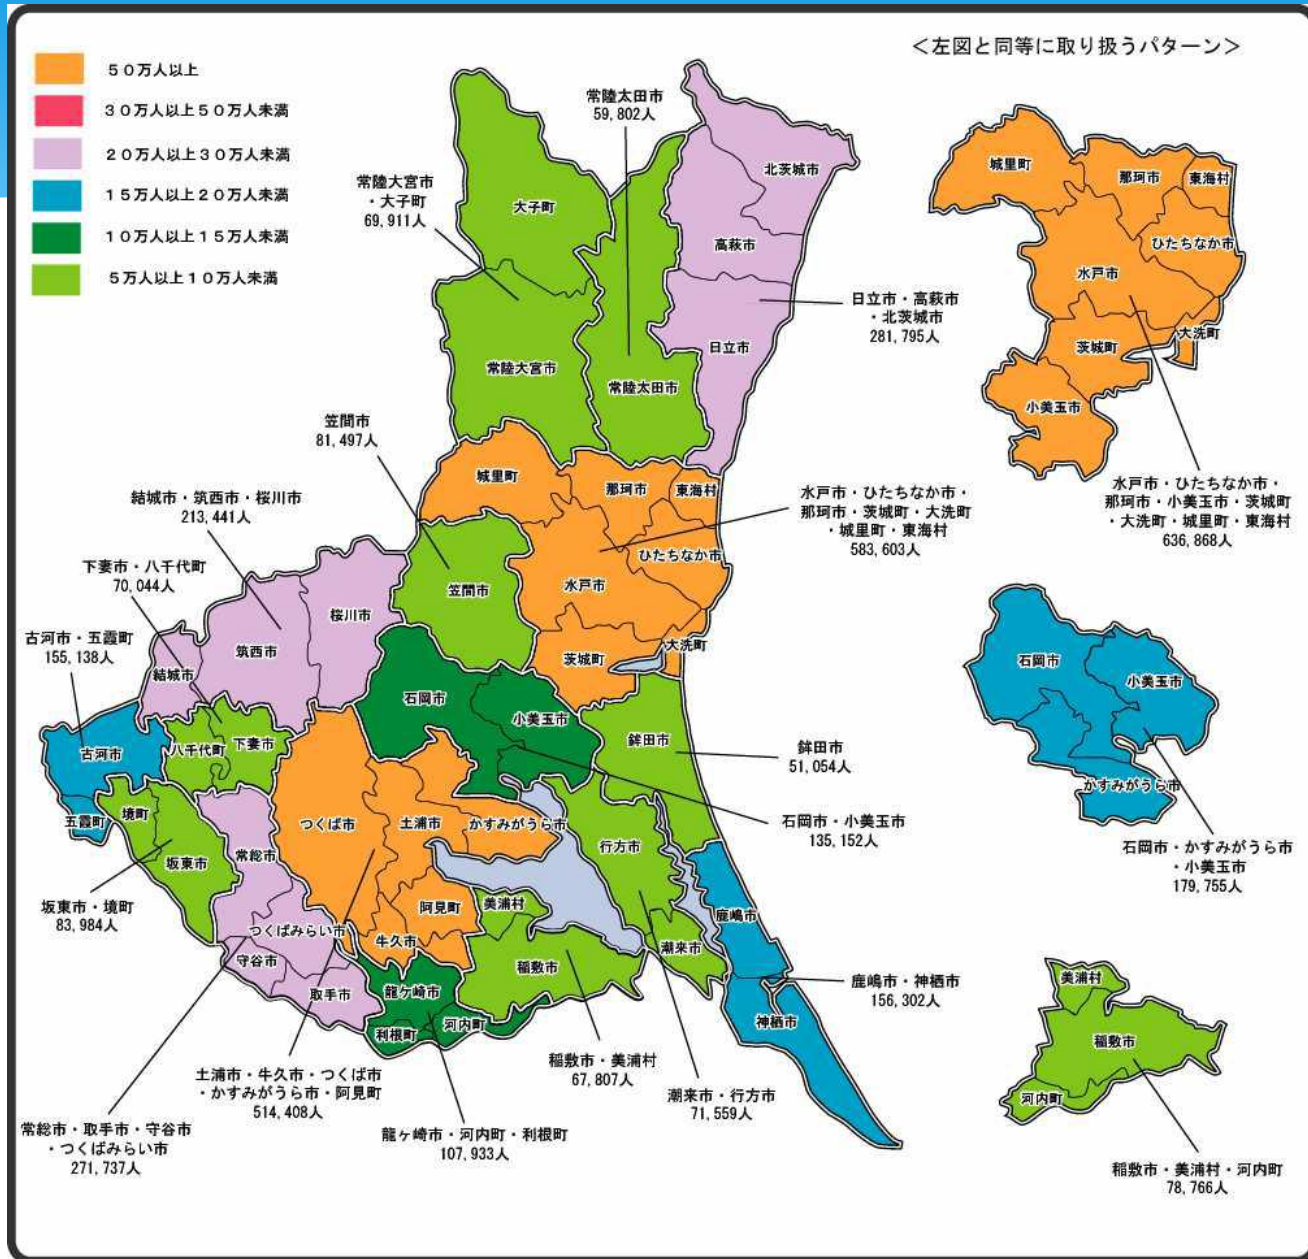 ＜左図と同等に取り扱うパターン＞
５０万人以上
３０万人以上５０万人未満
２０万人以上３０万人未満
１５万人以上２０万人未満
１０万人以上１５万人未満
５万人以上１０万人未満
常陸太田市
59,802人
常陸大宮市
・大子町
69,911人
大子町
北茨城市
高萩市
日立市
日立市・高萩市
・北茨城市
281,795人
常陸大宮市
常陸太田市
笠間市
81,497人
城里町
那珂市
東海村
ひたちなか市
水戸市
茨城町
大洗町
笠間市
水戸市・ひたちなか市・
那珂市・茨城町・大洗町
・城里町・東海村
583,603人
結城市・筑西市・桜川市
213,441人
下妻市・八千代町
70,044人
古河市・五霞町
155,138人
桜川市
筑西市
結城市
古河市
五霞町
八千代町
下妻市
石岡市
小美玉市
鉾田市
鉾田市
51,054人
石岡市・小美玉市
135,152人
境町
坂東市
坂東市・境町
83,984人
常総市
つくばみらい市
守谷市
取手市
つくば市
土浦市
かすみがうら市
阿見町
牛久市
行方市
潮来市
美浦村
稲敷市
龍ケ崎市
利根町
河内町
鹿嶋市
神栖市
鹿嶋市・神栖市
156,302人
稲敷市・美浦村
67,807人
潮来市・行方市
71,559人
土浦市・牛久市・つくば市
・かすみがうら市・阿見町
514,408人
龍ヶ崎市・河内町・利根町
107,933人
常総市・取手市・守谷市
・つくばみらい市
271,737人
城里町
那珂市
東海村
ひたちなか市
水戸市
茨城町
大洗町
小美玉市
水戸市・ひたちなか市・
那珂市・小美玉市・茨城町
・大洗町・城里町・東海村
636,868人
石岡市
小美玉市
かすみがうら市
石岡市・かすみがうら市
・小美玉市
179,755人
美浦村
稲敷市
河内町
稲敷市・美浦村・河内町
78,766人